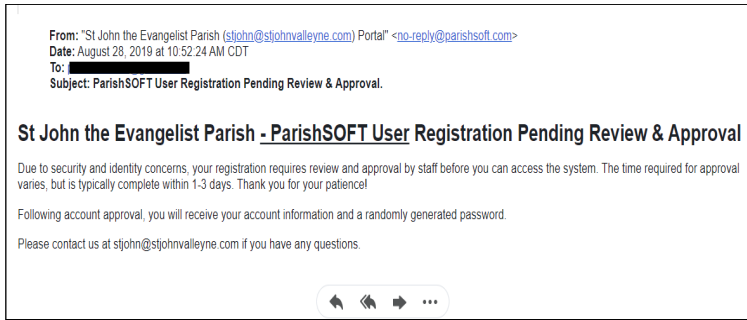 From: "St John the Evangelist Parish (stjohn@stjohnvalleyne.com) Portal" <no-reply@parishsoft.com>
Date: August 28, 2019 at 10:52:24 AM CDT
To:
Subject: ParishSOFT User Registration Pending Review & Approval.
St John the Evangelist Parish - ParishSOFT User Registration Pending Review & Approval
Due to security and identity concerns, your registration requires review and approval by staff before you can access the system. The time required for approval
varies, but is typically complete within 1-3 days. Thank you for your patience!
Following account approval, you will receive your account information and a randomly generated password.
Please contact us at stjohn@stjohnvalleyne.com if you have any questions.